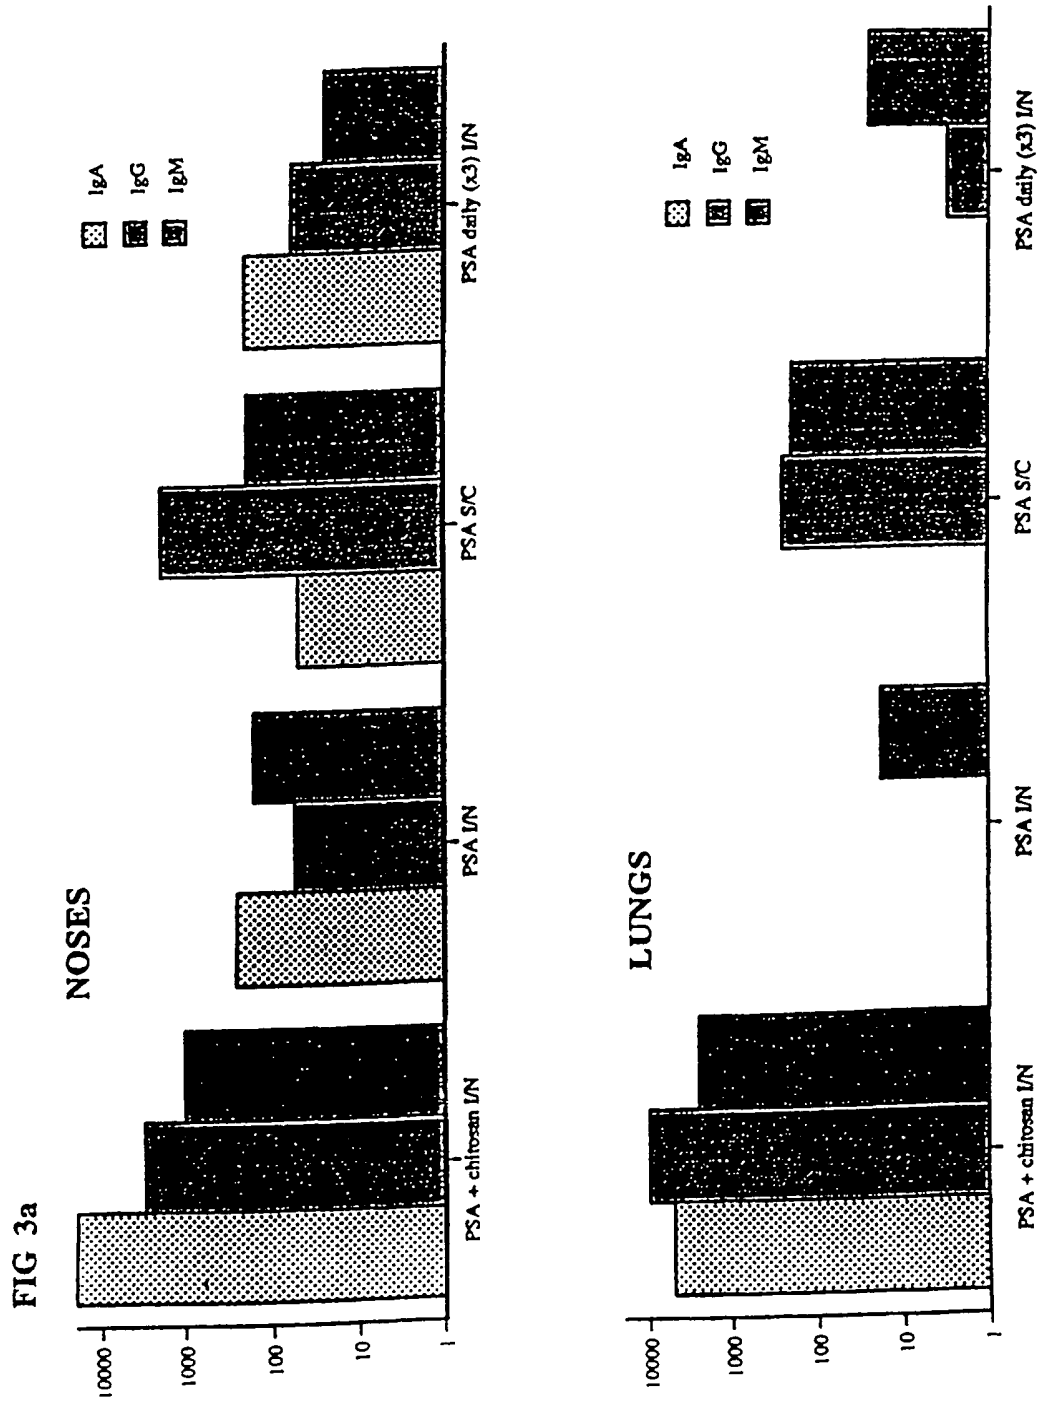 FIG 3a
NOSES
IgA
IgG
IgM
10000
1000
100
10
1
PSA + chitosan I/N
PSA I/N
PSA S/C
PSA daily (x3) I/N
LUNGS
IgA
IgG
IgM
10000
1000
100
10
1
PSA + chitosan I/N
PSA I/N
PSA S/C
PSA daily (x3) I/N